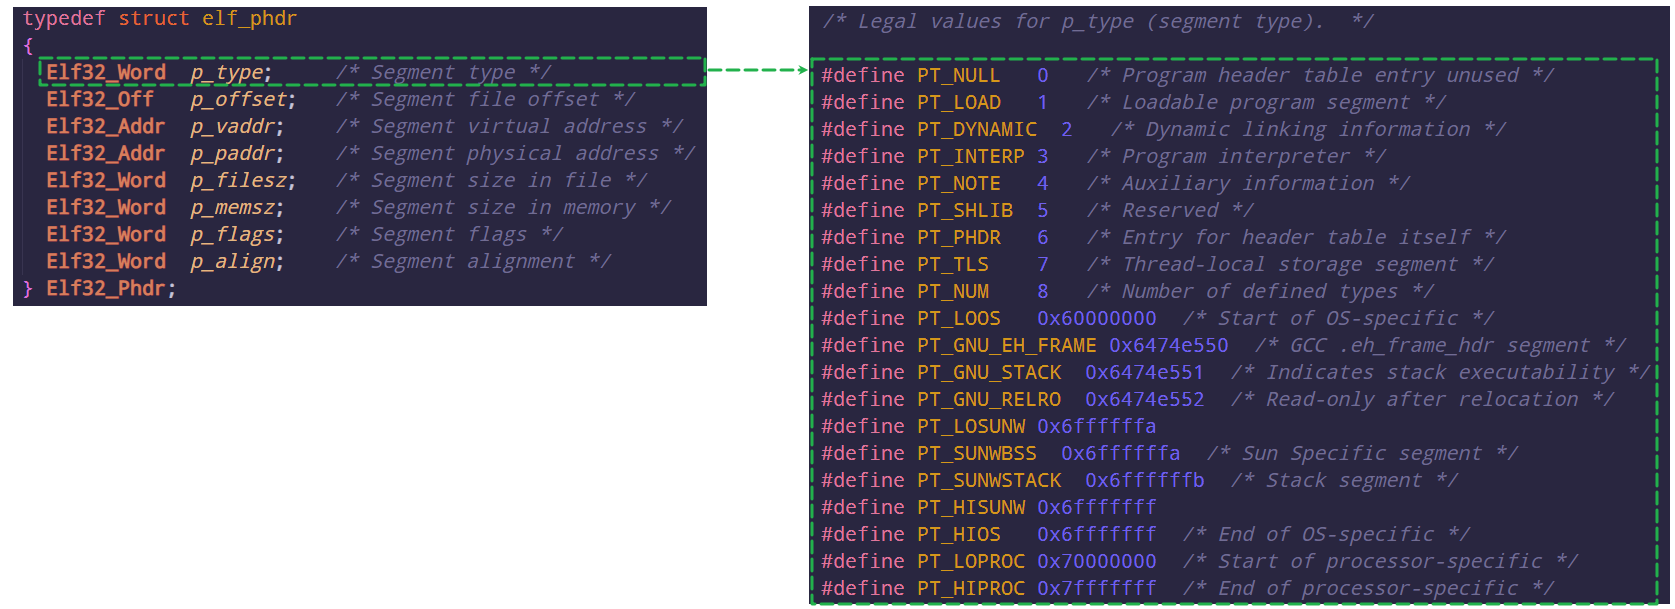 typedef struct elf_phdr
{
Elf32_Word p_type; /* Segment type */
Elf32_Off p_offset; /* Segment file offset */
Elf32_Addr p_vaddr; /* Segment virtual address */
Elf32_Addr p_paddr; /* Segment physical address */
Elf32_Word p_filesz; /* Segment size in file */
Elf32_Word p_memsz; /* Segment size in memory */
Elf32_Word p_flags; /* Segment flags */
Elf32_Word p_align; /* Segment alignment */
} Elf32_Phdr;
/* Legal values for p_type (segment type). */
#define PT_NULL 0 /* Program header table entry unused */
#define PT_LOAD 1 /* Loadable program segment */
#define PT_DYNAMIC 2 /* Dynamic linking information */
#define PT_INTERP 3 /* Program interpreter */
#define PT_NOTE 4 /* Auxiliary information */
#define PT_SHLIB 5 /* Reserved */
#define PT_PHDR 6 /* Entry for header table itself */
#define PT_TLS 7 /* Thread-local storage segment */
#define PT_NUM 8 /* Number of defined types */
#define PT_LOOS 0x60000000 /* Start of OS-specific */
#define PT_GNU_EH_FRAME 0x6474e550 /* GCC .eh_frame_hdr segment */
#define PT_GNU_STACK 0x6474e551 /* Indicates stack executability */
#define PT_GNU_RELRO 0x6474e552 /* Read-only after relocation */
#define PT_LOSUNW 0x6ffffffa
#define PT_SUNWBSS 0x6ffffffa /* Sun Specific segment */
#define PT_SUNWSTACK 0x6ffffffb /* Stack segment */
#define PT_HISUNW 0x6fffffff
#define PT_HIOS 0x6fffffff /* End of OS-specific */
#define PT_LOPROC 0x70000000 /* Start of processor-specific */
#define PT_HIPROC 0x7fffffff /* End of processor-specific */